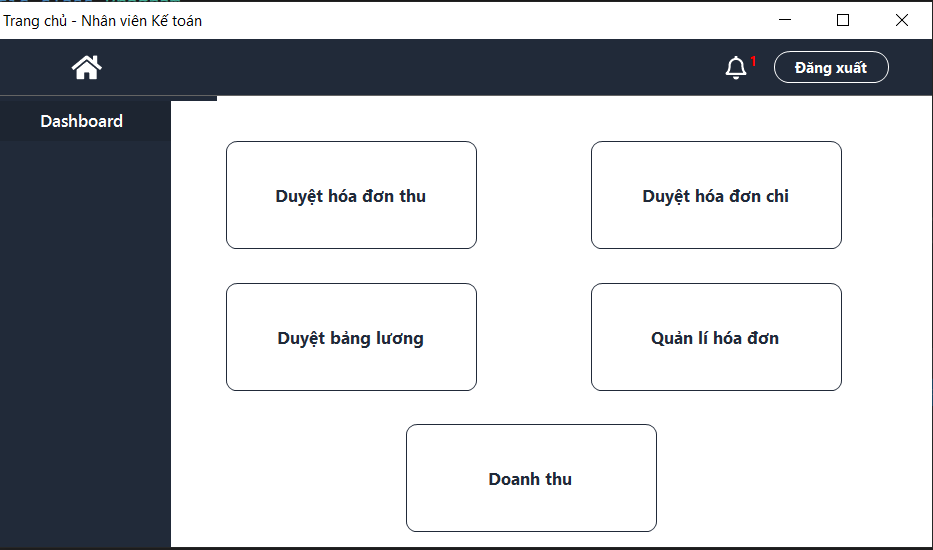 Trang chủ - Nhân viên Kế toán
1
Đăng xuất
Dashboard
Duyệt hóa đơn thu
Duyệt hóa đơn chi
Duyệt bảng lương
Quản lí hóa đơn
Doanh thu